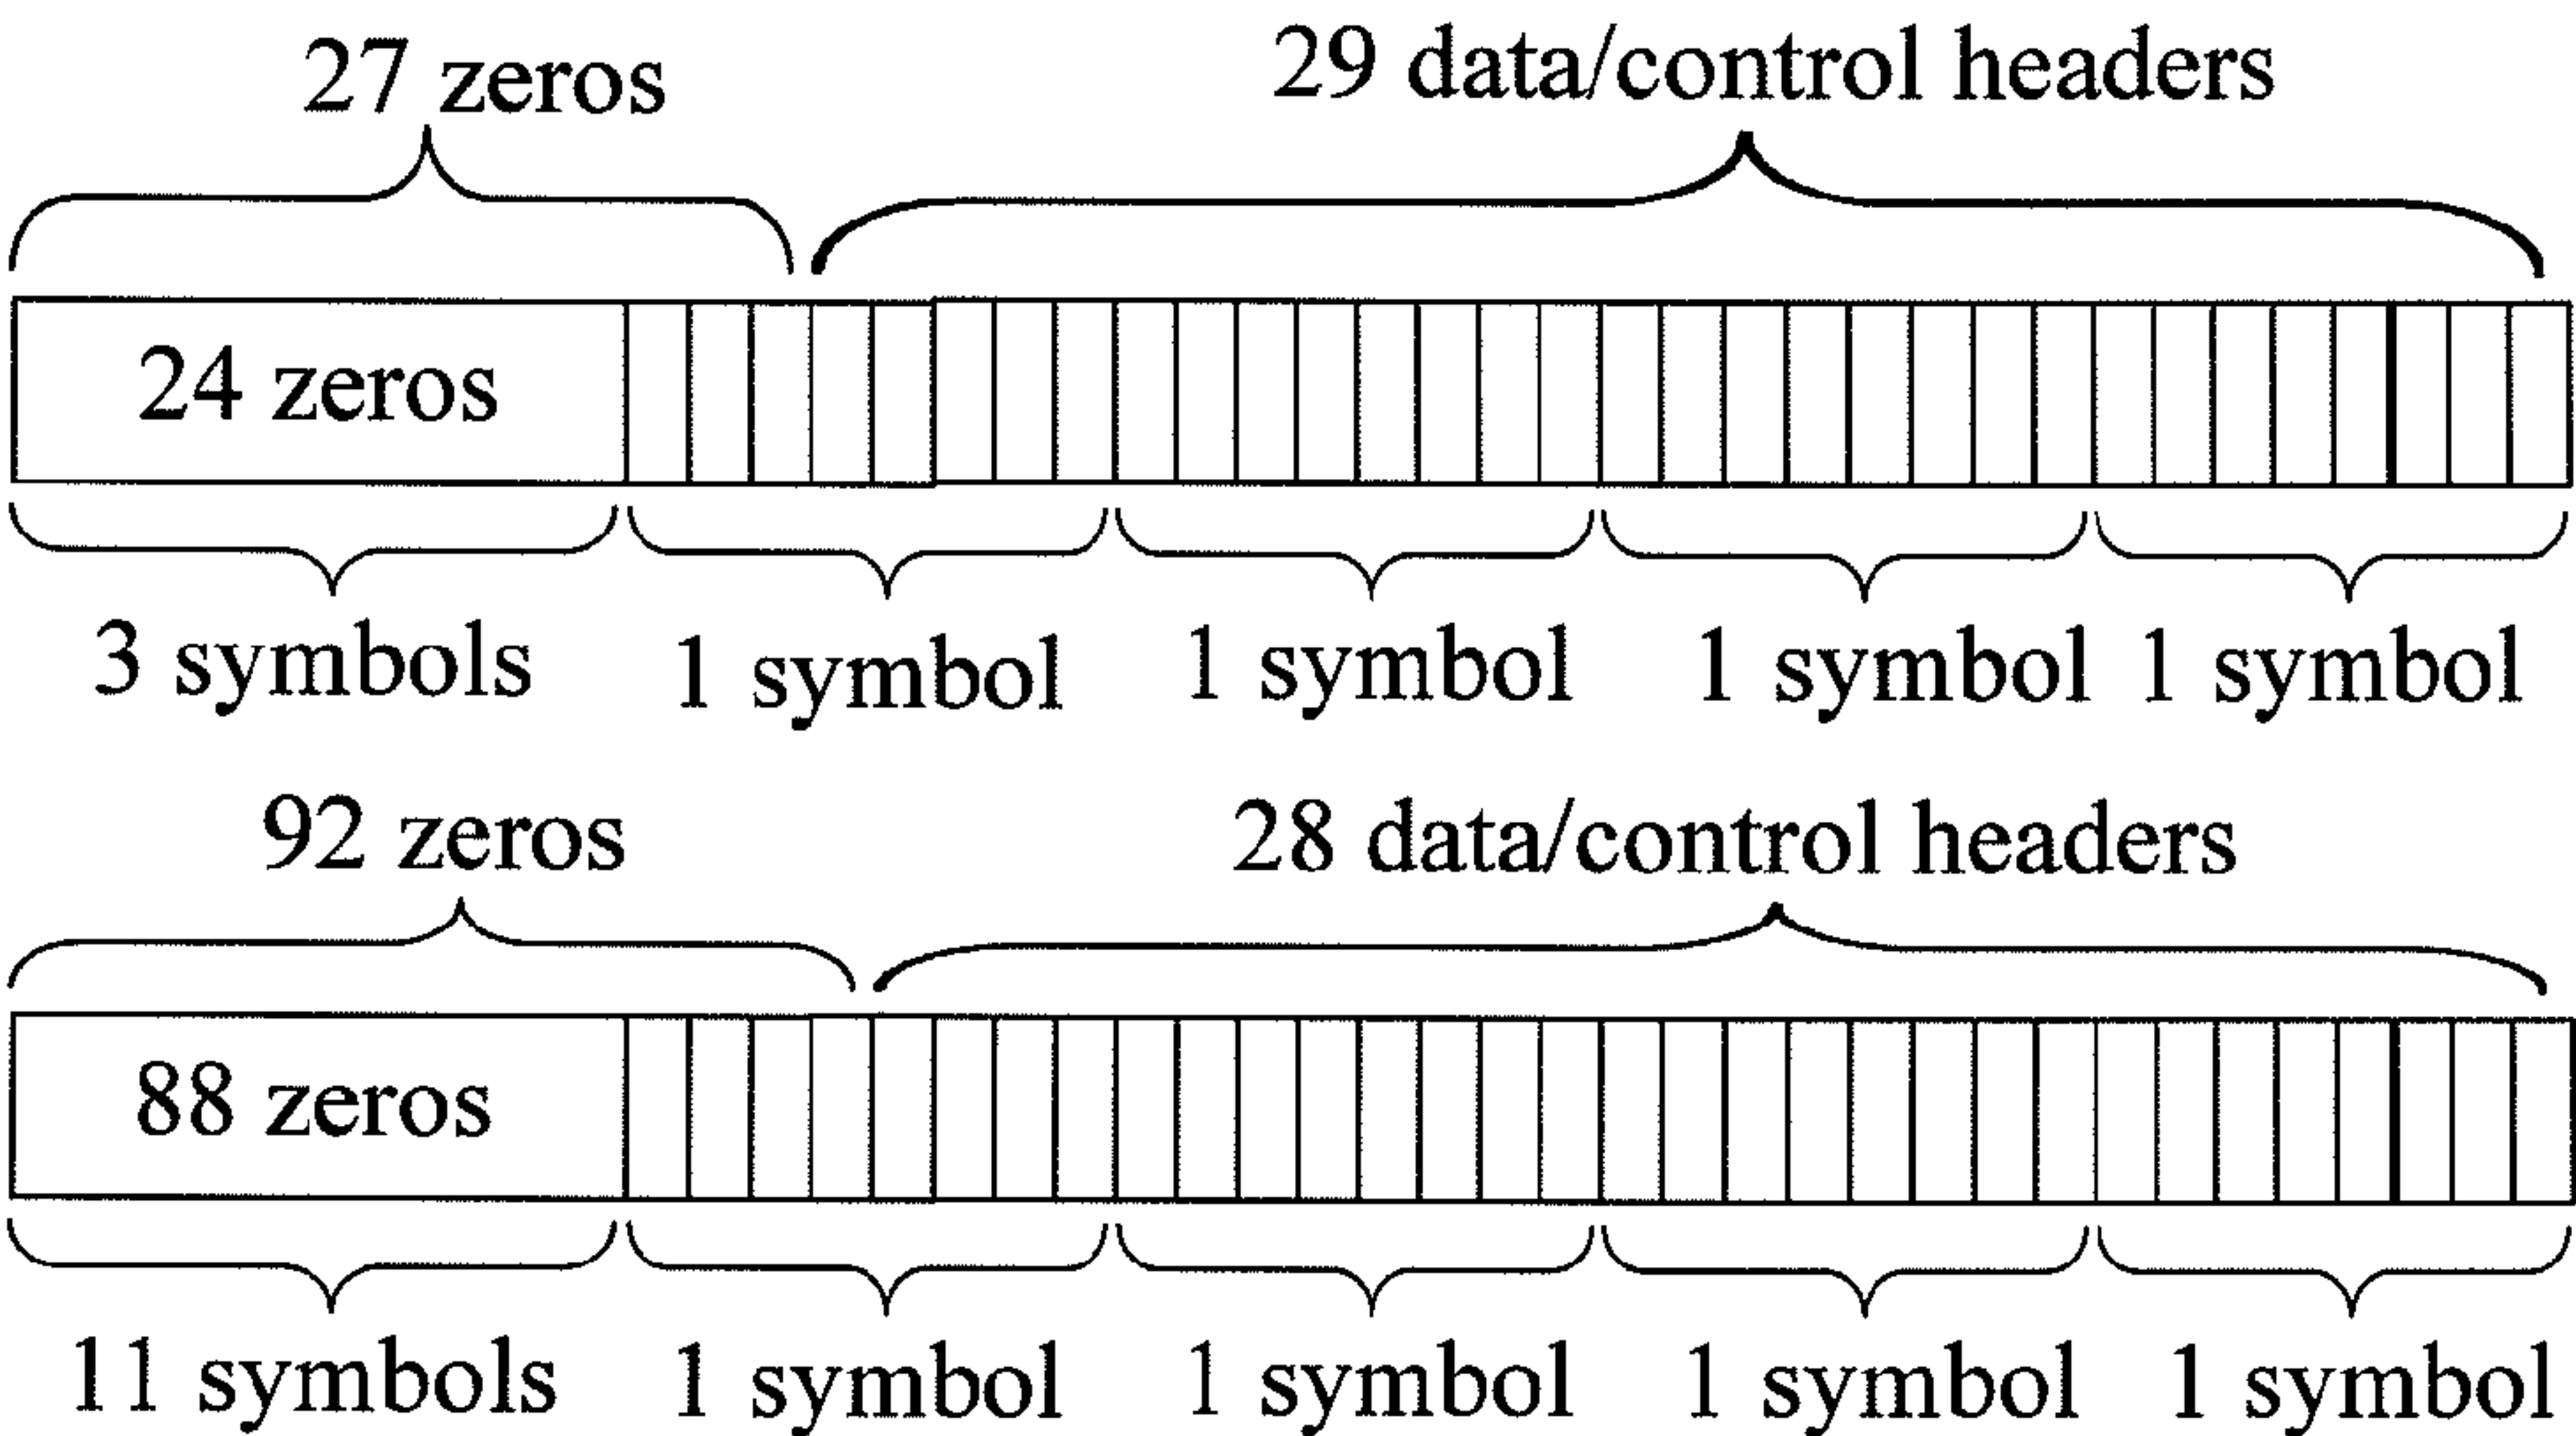 27 zeros 29 data/control headers
24 zeros
3 symbols 1 symbol 1 symbol 1 symbol 1 symbol
92 zeros 28 data/control headers
88 zeros
11 symbols 1 symbol 1 symbol 1 symbol 1 symbol